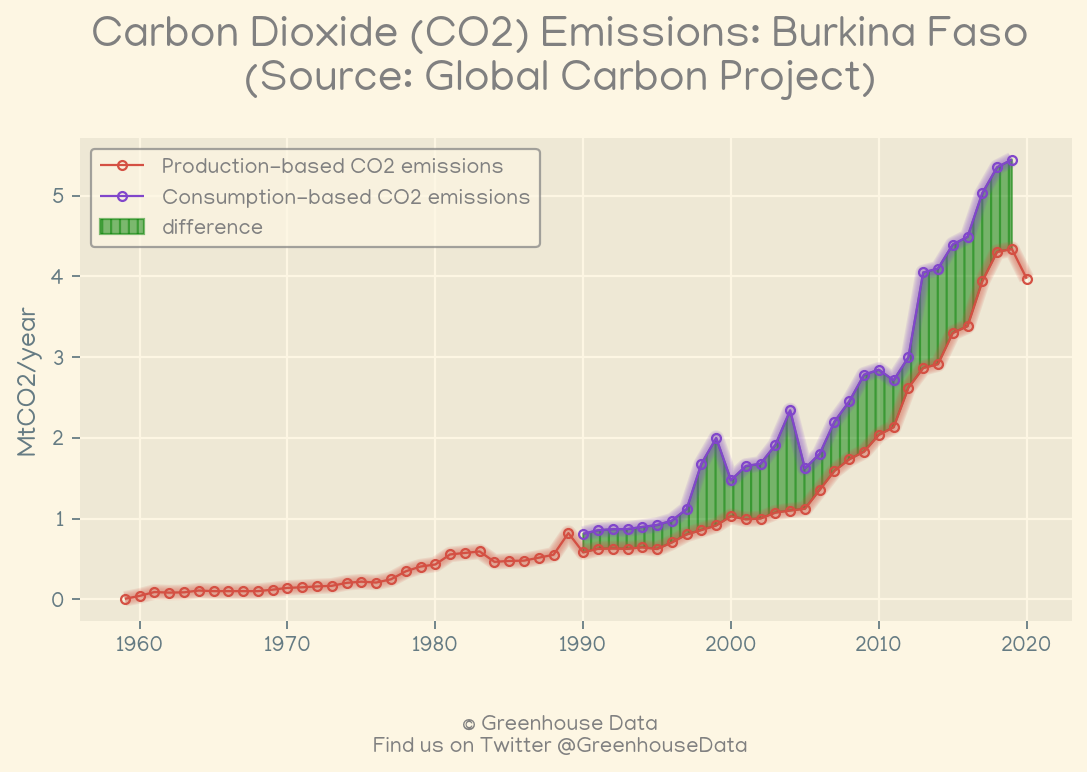 Carbon Dioxide (CO2) Emissions: Burkina Faso
(Source: Global Carbon Project)
Production-based CO2 emissions
Consumption-based CO2 emissions
difference
MtCO2/year
5
4
3
2
1
0
1960 1970 1980 1990 2000 2010 2020
© Greenhouse Data
Find us on Twitter @GreenhouseData